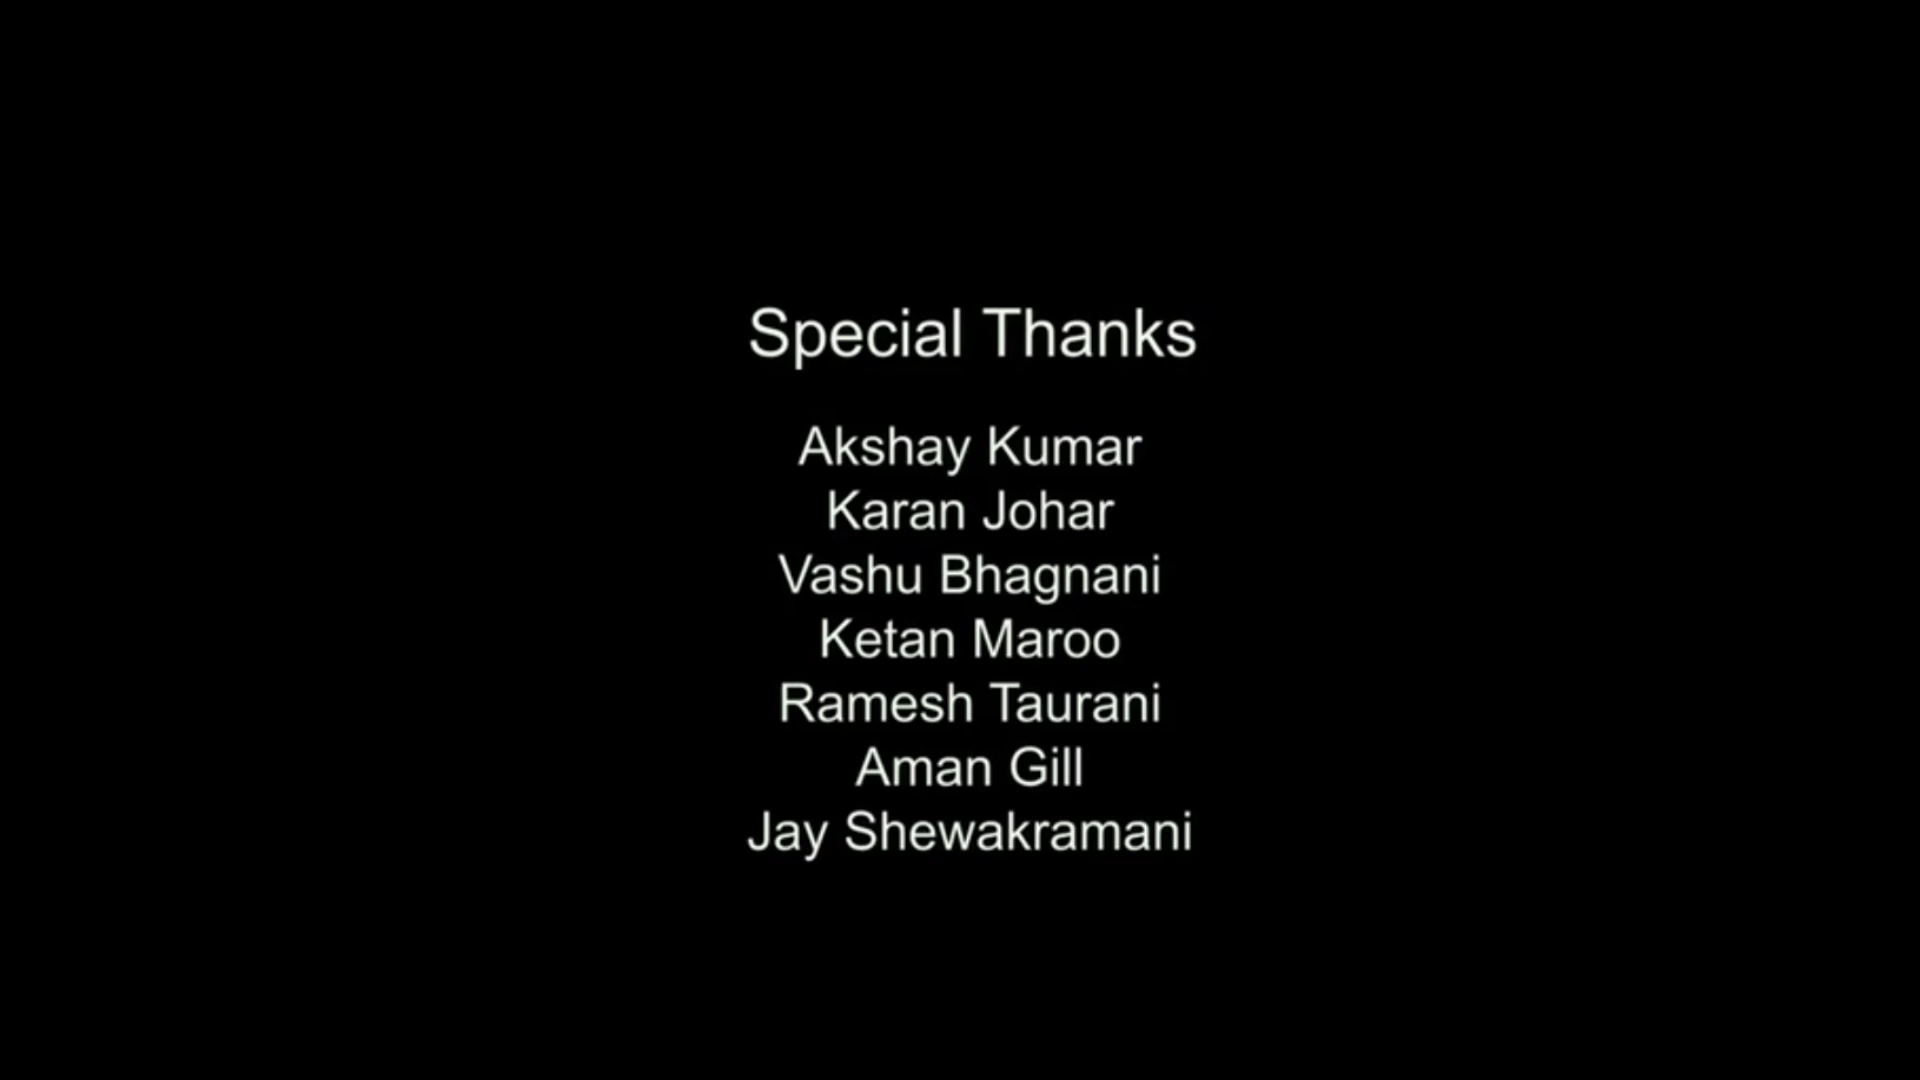 Special Thanks
Akshay Kumar
Karan Johar
Vashu Bhagnani
Ketan Maroo
Ramesh Taurani
Aman Gill
Jay Shewakramani